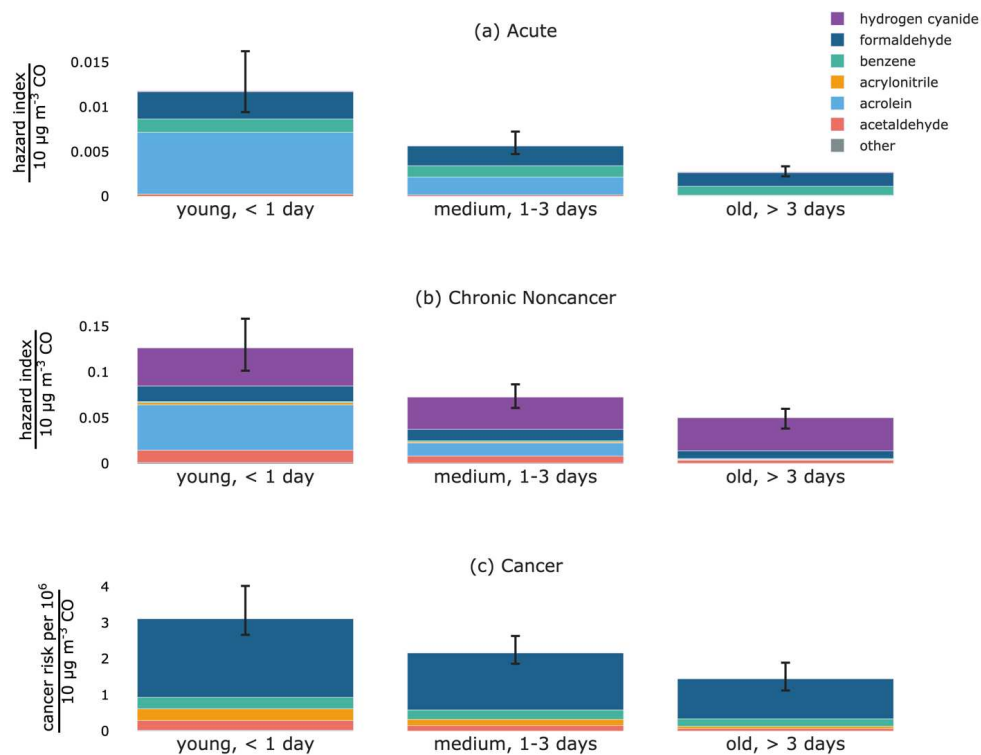 (a) Acute
hydrogen cyanide
formaldehyde
benzene
acrylonitrile
acrolein
acetaldehyde
other
hazard index
10 µg m⁻³ CO
0.015
0.01
0.005
0
young, < 1 day
medium, 1-3 days
old, > 3 days
(b) Chronic Noncancer
hazard index
10 µg m⁻³ CO
0.15
0.1
0.05
0
young, < 1 day
medium, 1-3 days
old, > 3 days
(c) Cancer
cancer risk per 10⁶
10 µg m⁻³ CO
4
3
2
1
0
young, < 1 day
medium, 1-3 days
old, > 3 days